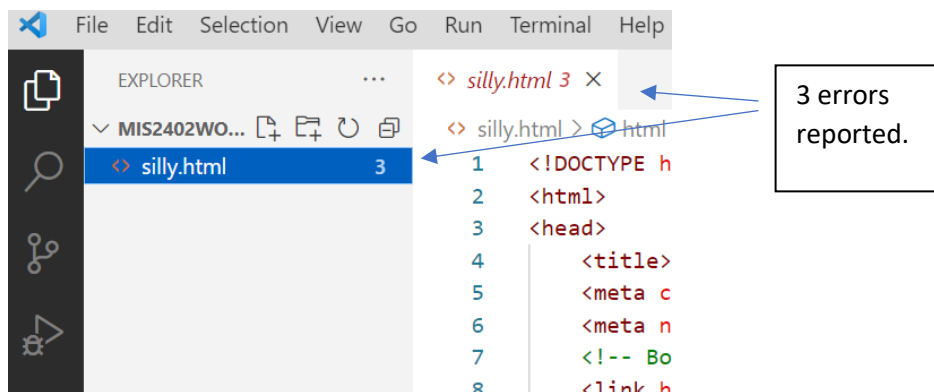 File Edit Selection View Go Run Terminal Help
EXPLORER ...
<> silly.html 3 ×
3 errors
reported.
MIS2402WO...
<> silly.html > html
<> silly.html 3
1 <!DOCTYPE h
2 <html>
3 <head>
4 <title>
5 <meta c
6 <meta n
7 <!-- Bo
8 <link h